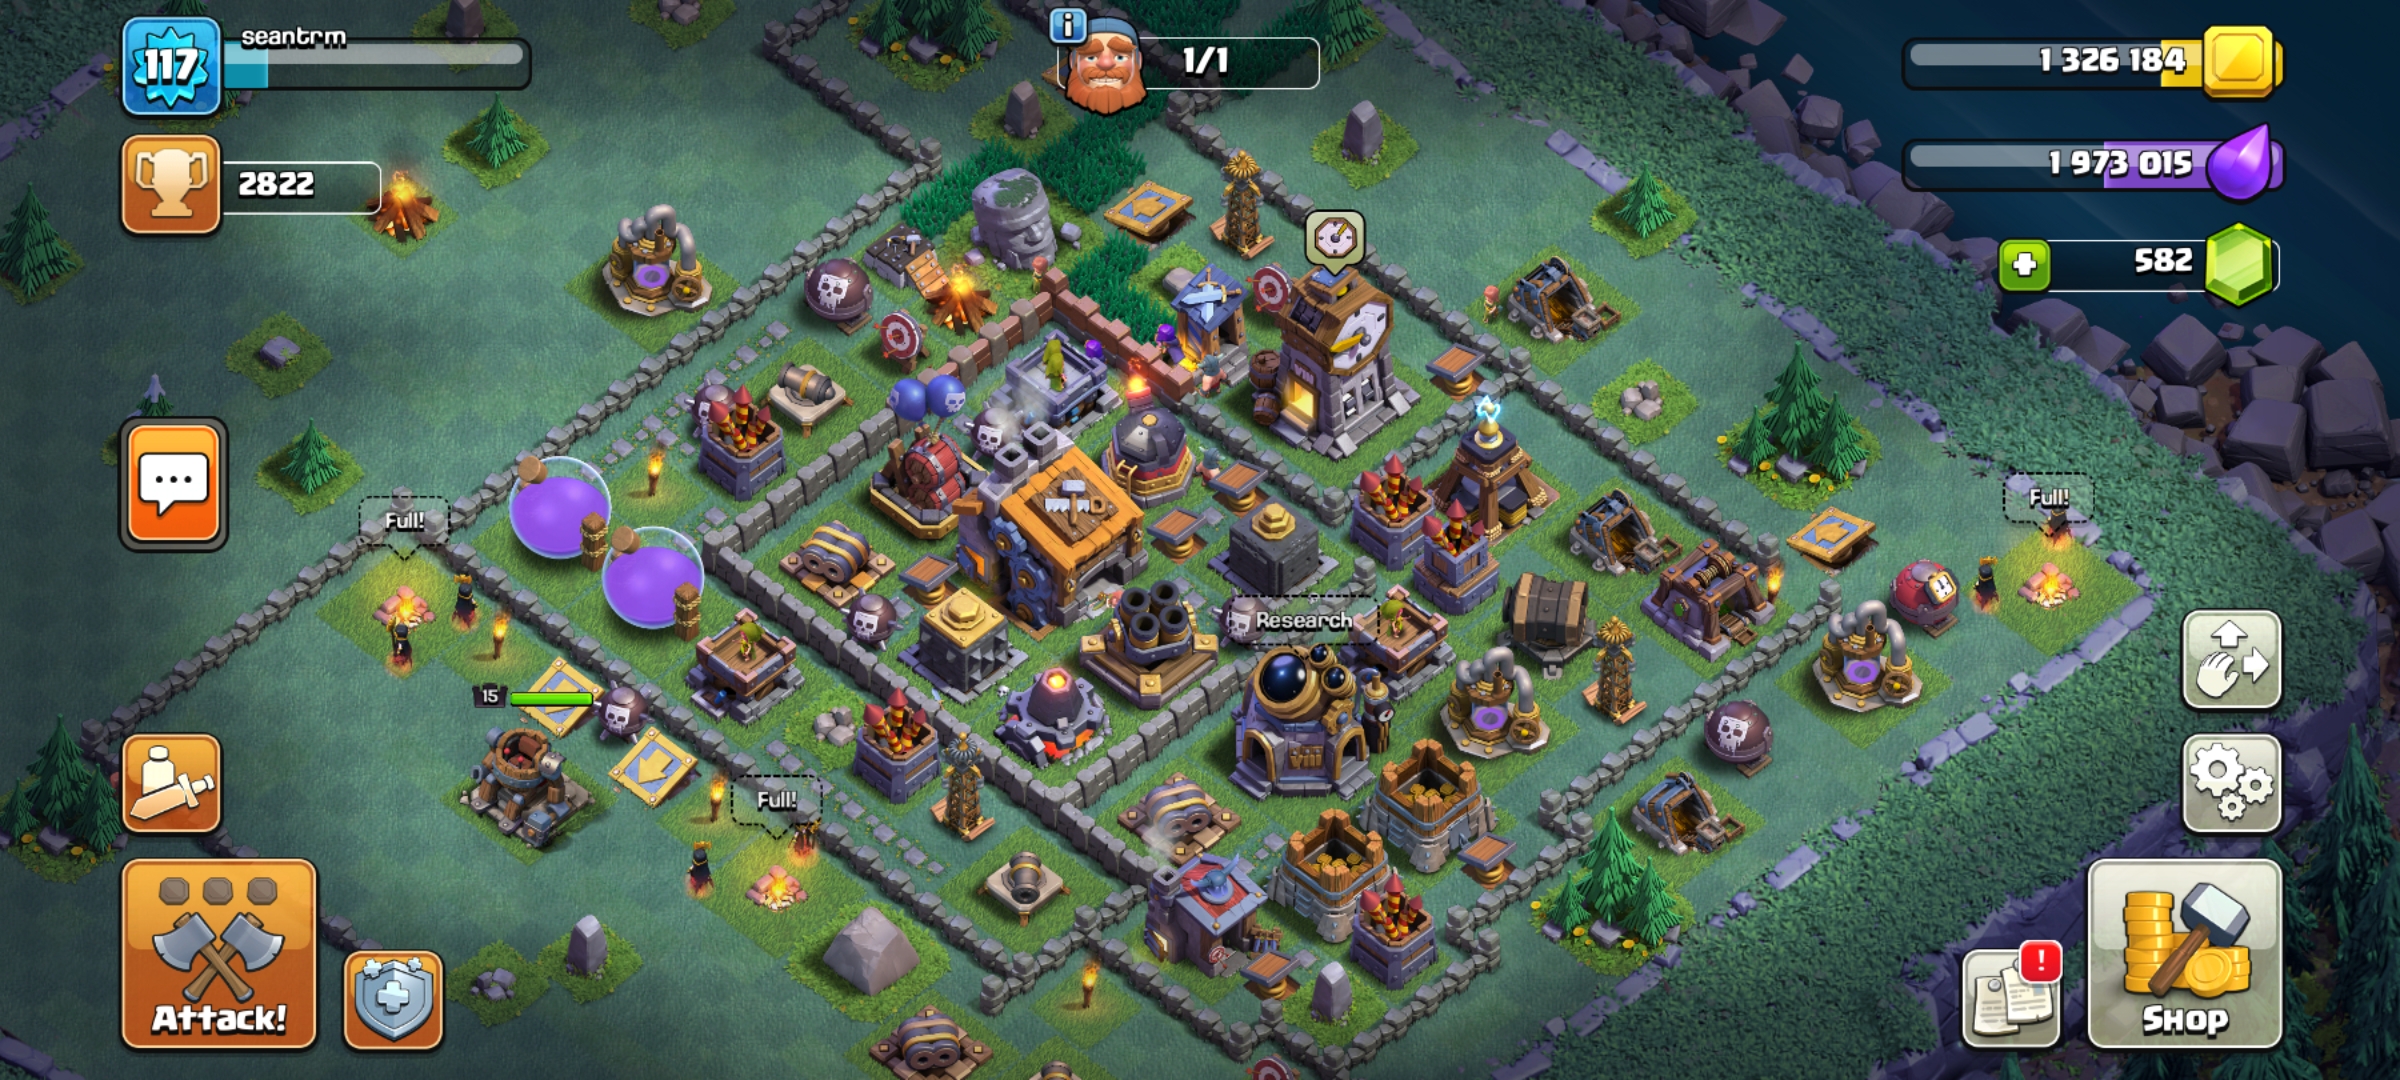 117
seantrm
i
1/1
1 326 184
2822
1 973 015
582
Full!
Full!
Research
15
VIII
Full!
!
Attack!
Shop